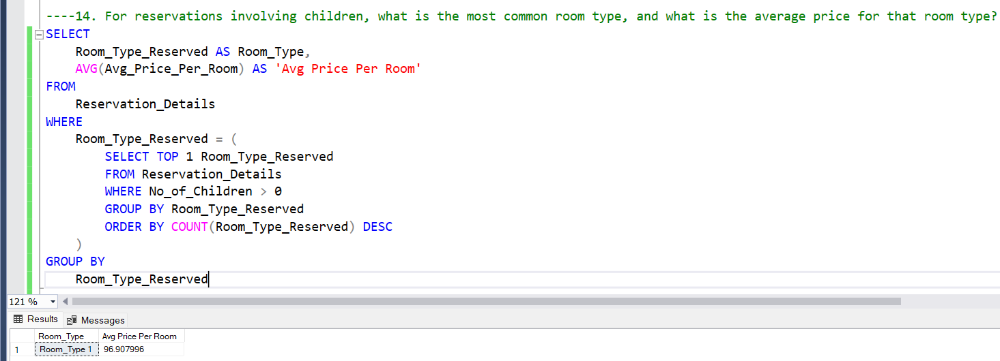 ----14. For reservations involving children, what is the most common room type, and what is the average price for that room type?
SELECT
Room_Type_Reserved AS Room_Type,
AVG(Avg_Price_Per_Room) AS 'Avg Price Per Room'
FROM
Reservation_Details
WHERE
Room_Type_Reserved = (
SELECT TOP 1 Room_Type_Reserved
FROM Reservation_Details
WHERE No_of_Children > 0
GROUP BY Room_Type_Reserved
ORDER BY COUNT(Room_Type_Reserved) DESC
)
GROUP BY
Room_Type_Reserved
121 %
Results Messages
Room_Type Avg Price Per Room
1 Room_Type 1 96.907996